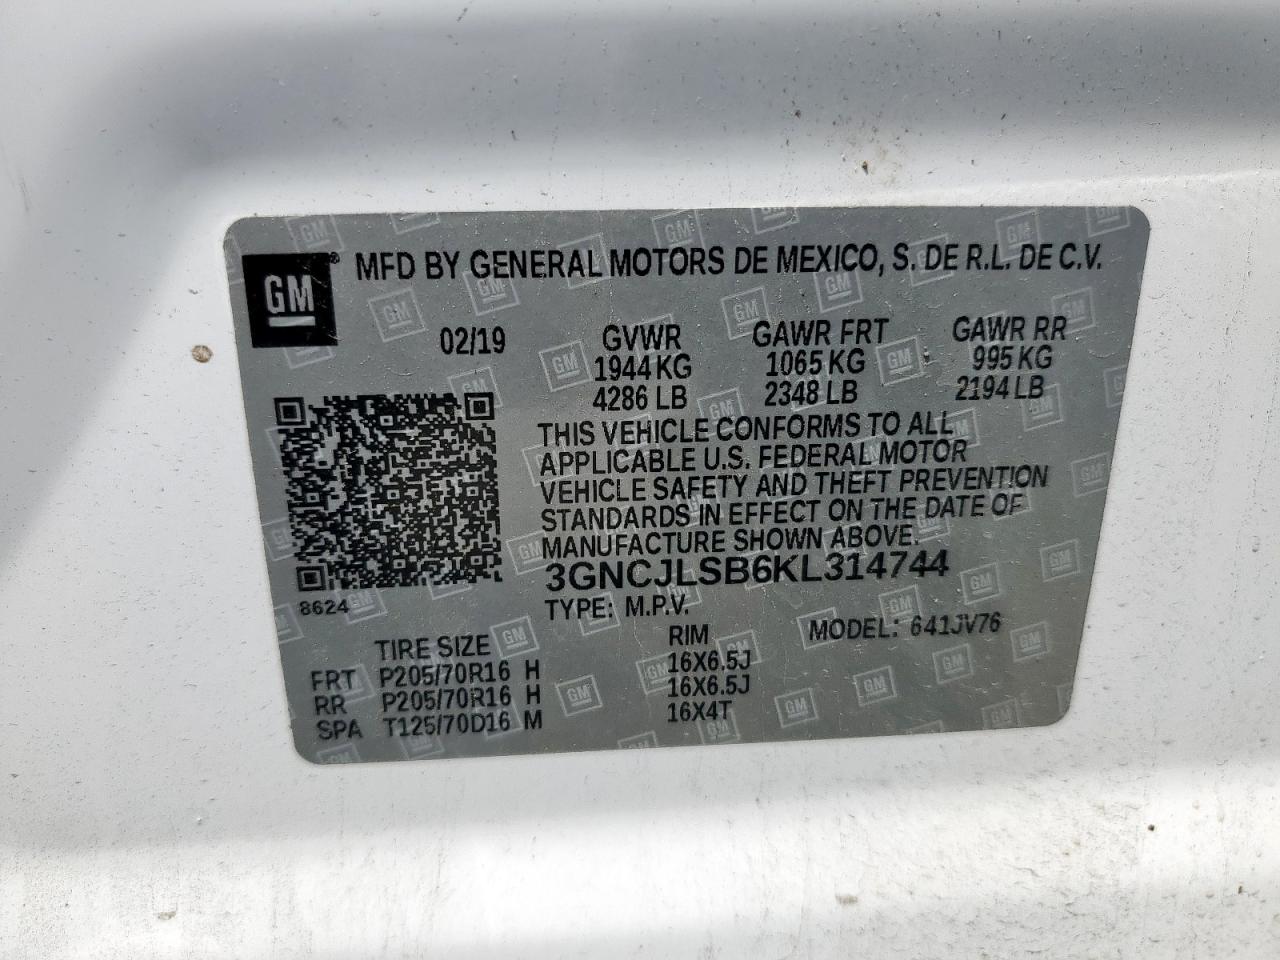 GM® MFD BY GENERAL MOTORS DE MEXICO, S. DE R.L. DE C.V.
02/19 GVWR GAWR FRT GAWR RR
1944 KG 1065 KG 995 KG
4286 LB 2348 LB 2194 LB
THIS VEHICLE CONFORMS TO ALL
APPLICABLE U.S. FEDERAL MOTOR
VEHICLE SAFETY AND THEFT PREVENTION
STANDARDS IN EFFECT ON THE DATE OF
MANUFACTURE SHOWN ABOVE.
3GNCJLSB6KL314744
8624
TYPE: M.P.V. MODEL: 641JV76
TIRE SIZE RIM
FRT P205/70R16 H 16X6.5J
RR P205/70R16 H 16X6.5J
SPA T125/70D16 M 16X4T